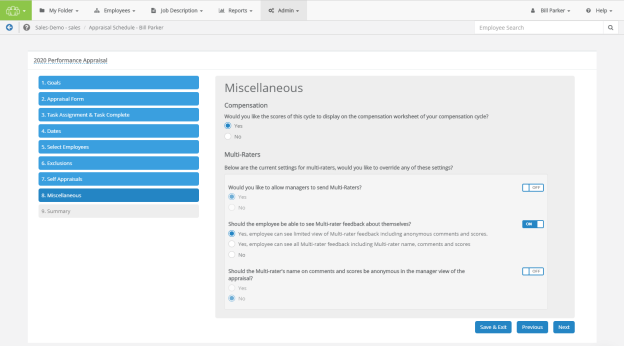 My Folder
Employees
Job Description
Reports
Admin
Bill Parker
Help
Sales-Demo - sales
Appraisal Schedule - Bill Parker
Employee Search
2020 Performance Appraisal
1. Goals
2. Appraisal Form
3. Task Assignment & Task Complete
4. Dates
5. Select Employees
6. Exclusions
7. Self Appraisals
8. Miscellaneous
9. Summary
Miscellaneous
Compensation
Would you like the scores of this cycle to display on the compensation worksheet of your compensation cycle?
Yes
No
Multi-Raters
Below are the current settings for multi-raters, would you like to override any of these settings?
Would you like to allow managers to send Multi-Raters?
OFF
Yes
No
Should the employee be able to see Multi-rater feedback about themselves?
ON
Yes, employee can see limited view of Multi-rater feedback including anonymous comments and scores.
Yes, employee can see all Multi-rater feedback including Multi-rater name, comments and scores
No
Should the Multi-rater's name on comments and scores be anonymous in the manager view of the
appraisal?
OFF
Yes
No
Save & Exit
Previous
Next